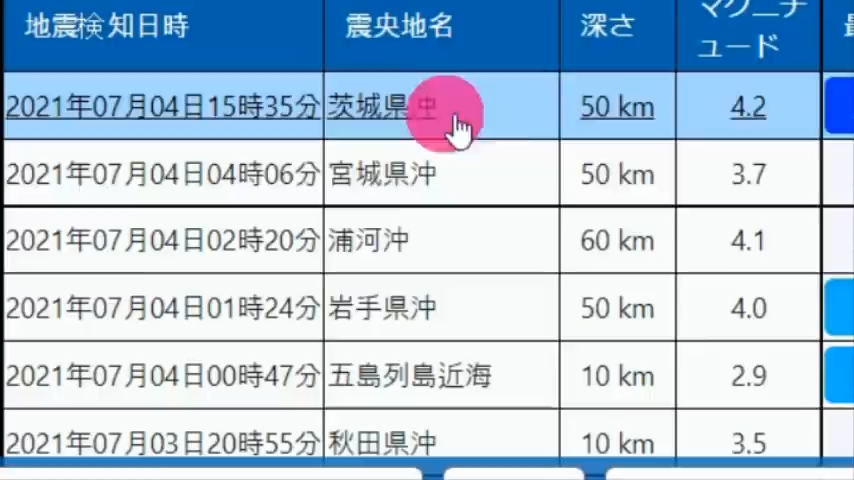 地震検知日時 震央地名 深さ マグニチュード
2021年07月04日15時35分 茨城県沖 50 km 4.2
2021年07月04日04時06分 宮城県沖 50 km 3.7
2021年07月04日02時20分 浦河沖 60 km 4.1
2021年07月04日01時24分 岩手県沖 50 km 4.0
2021年07月04日00時47分 五島列島近海 10 km 2.9
2021年07月03日20時55分 秋田県沖 10 km 3.5